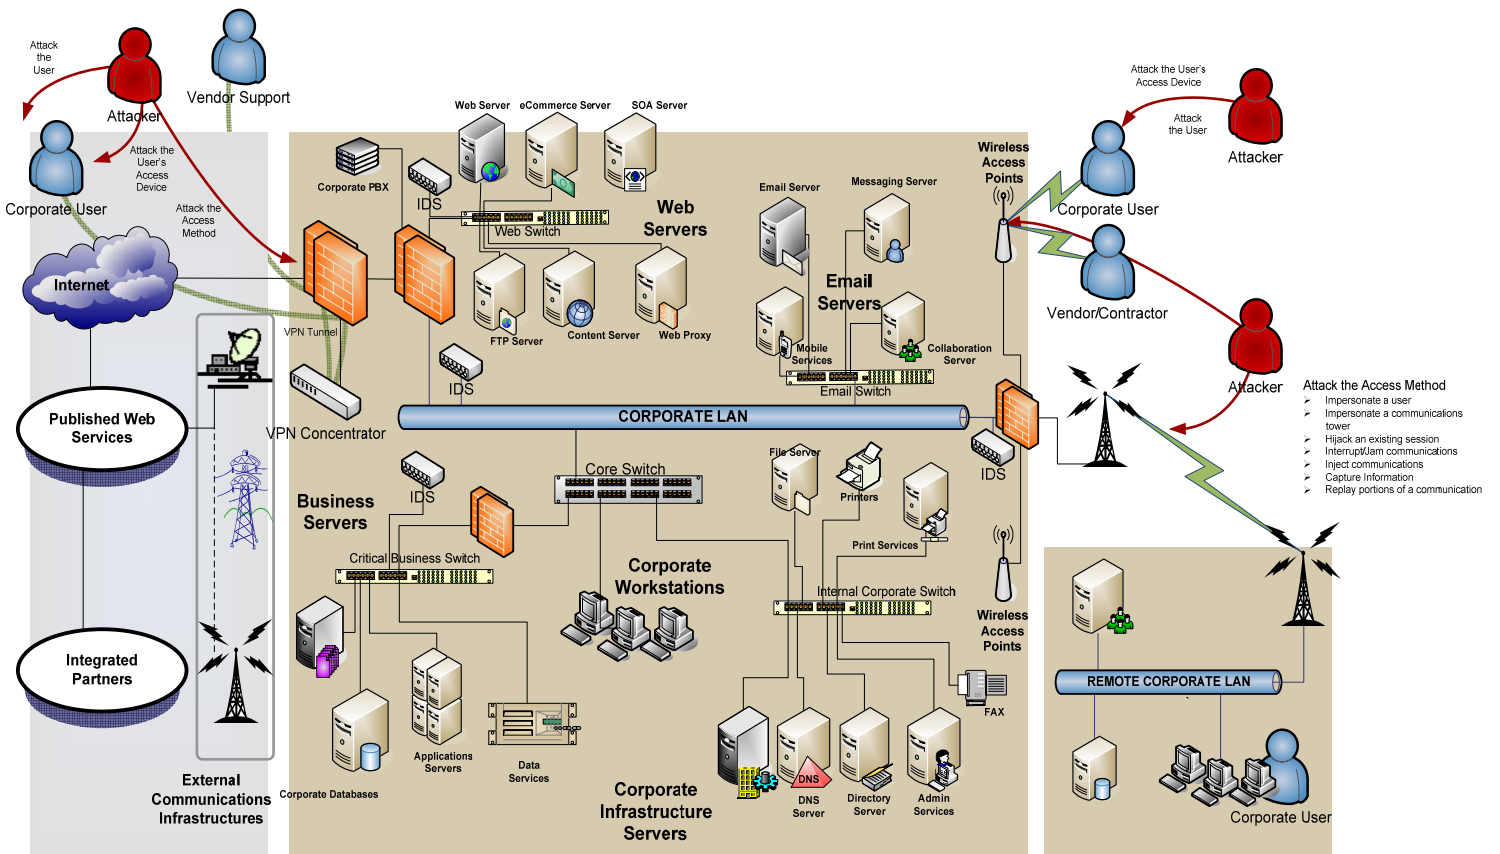 Attack
the
User
Attacker
Vendor Support
Corporate User
Attack the
User's
Access
Device
Attack the
Access
Method
Internet
VPN Tunnel
Published Web
Services
Integrated
Partners
External
Communications
Infrastructures
Corporate PBX
IDS
Web Server
eCommerce Server
SOA Server
Web Switch
Web
Servers
FTP Server
Content Server
Web Proxy
IDS
VPN Concentrator
Email Server
Messaging Server
Email
Servers
Mobile
Services
Collaboration
Server
Email Switch
Wireless
Access
Points
CORPORATE LAN
IDS
Core Switch
IDS
Business
Servers
Critical Business Switch
Corporate
Workstations
File Server
Printers
Print Services
Internal Corporate Switch
Wireless
Access
Points
Corporate Databases
Applications
Servers
Data
Services
Corporate
Infrastructure
Servers
DNS
DNS
Server
Directory
Server
Admin
Services
FAX
Attack the User's
Access Device
Attack
the User
Attacker
Corporate User
Vendor/Contractor
Attacker
Attack the Access Method
➢ Impersonate a user
➢ Impersonate a communications
tower
➢ Hijack an existing session
➢ Interrupt/Jam communications
➢ Inject communications
➢ Capture Information
➢ Replay portions of a communication
REMOTE CORPORATE LAN
Corporate User